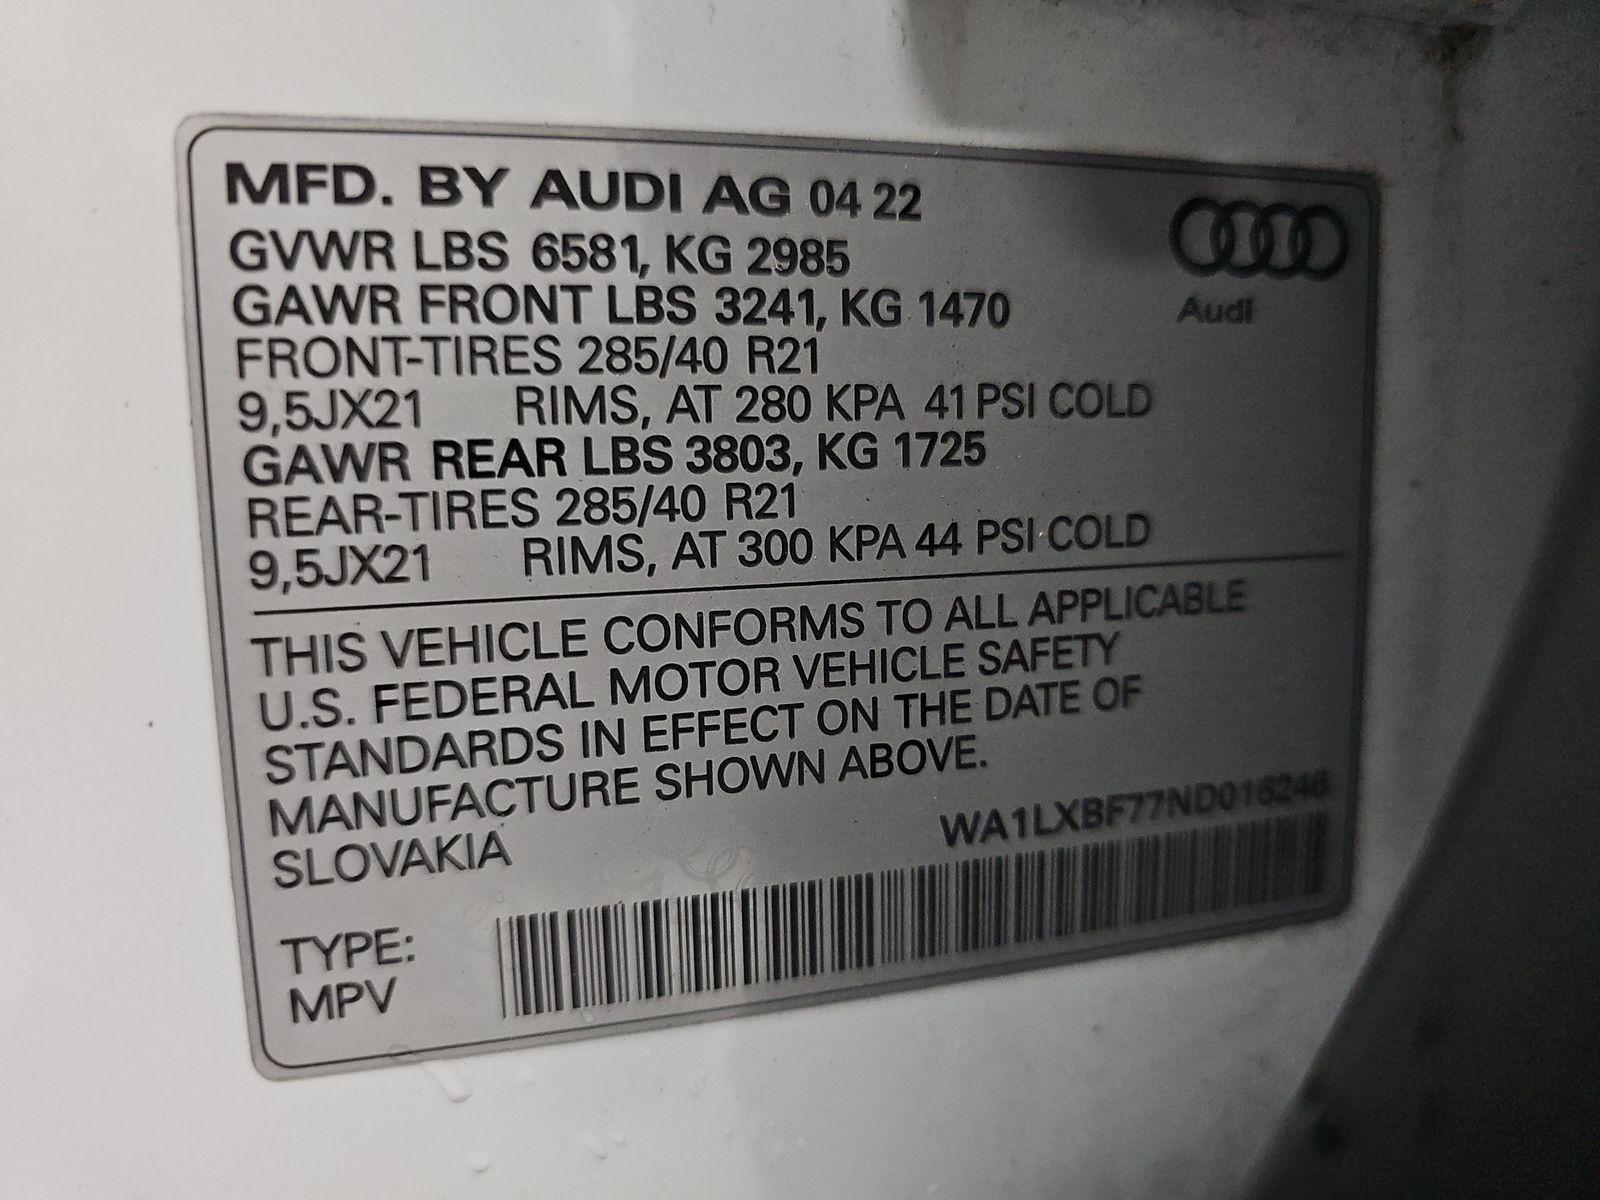 MFD. BY AUDI AG 04 22
GVWR LBS 6581, KG 2985
GAWR FRONT LBS 3241, KG 1470
Audi
FRONT-TIRES 285/40 R21
9,5JX21 RIMS, AT 280 KPA 41 PSI COLD
GAWR REAR LBS 3803, KG 1725
REAR-TIRES 285/40 R21
9,5JX21 RIMS, AT 300 KPA 44 PSI COLD
THIS VEHICLE CONFORMS TO ALL APPLICABLE
U.S. FEDERAL MOTOR VEHICLE SAFETY
STANDARDS IN EFFECT ON THE DATE OF
MANUFACTURE SHOWN ABOVE.
SLOVAKIA
WA1LXBF77ND016246
TYPE:
MPV